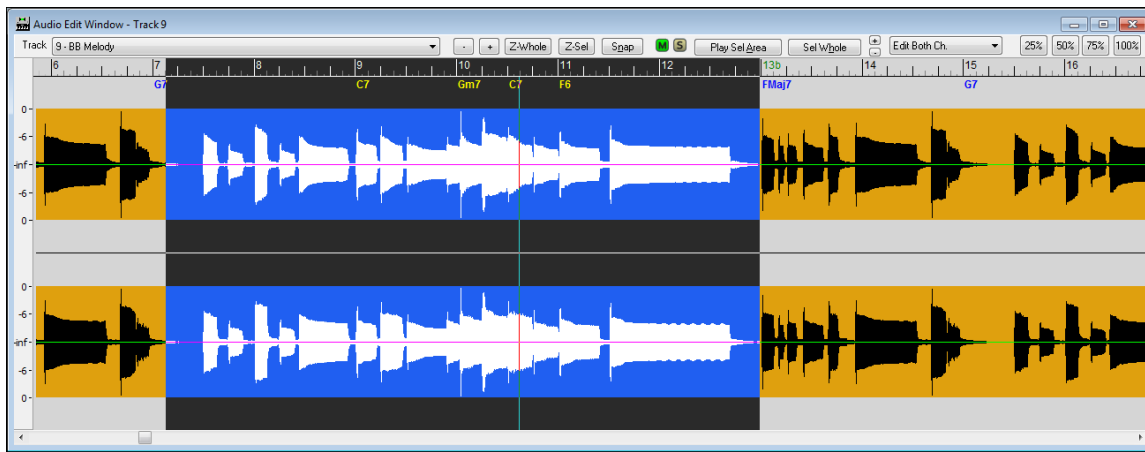 Audio Edit Window - Track 9
Track 9 - BB Melody - + Z-Whole Z-Sel Snap M S Play Sel Area Sel Whole + - Edit Both Ch. 25% 50% 75% 100%
6 7 8 9 10 11 12 13b 14 15 16
G7 C7 Gm7 C7 F6 FMaj7 G7
0-
-6-
-inf-
-6-
0-
0-
-6-
-inf-
-6-
0-